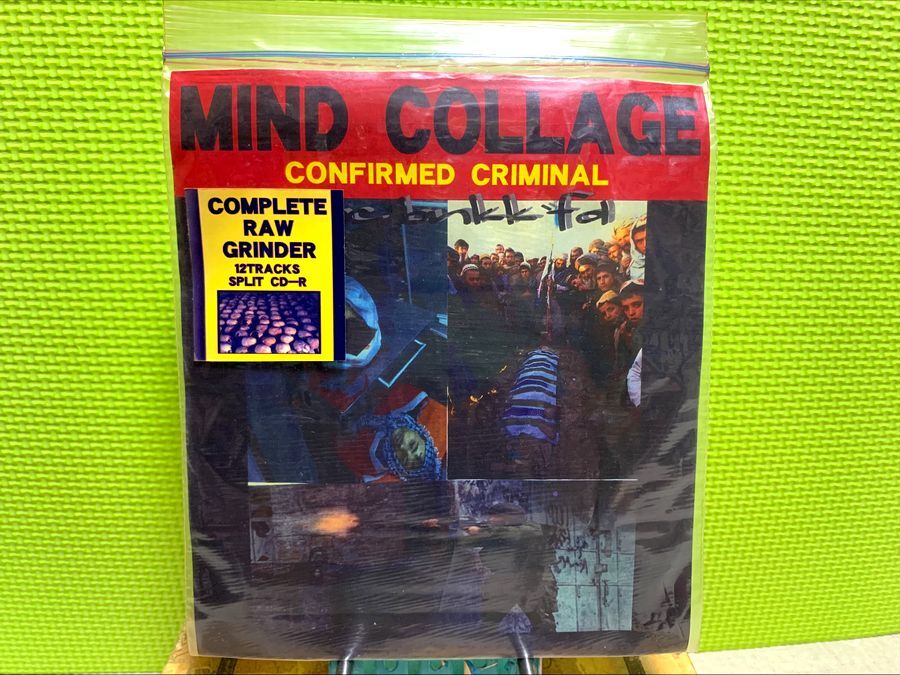 MIND COLLAGE
CONFIRMED CRIMINAL
COMPLETE
RAW
GRINDER
12TRACKS
SPLIT CD-R